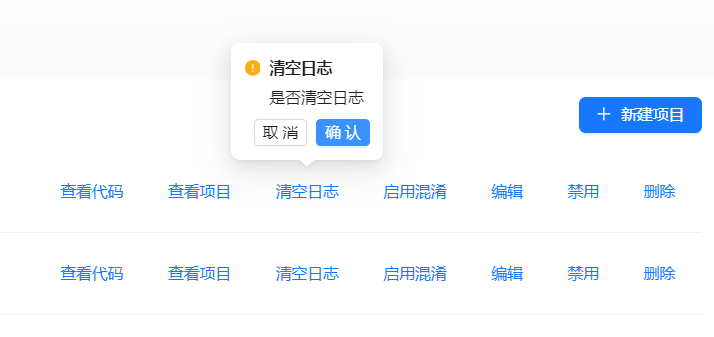 清空日志
是否清空日志
取 消 确 认
新建项目
查看代码 查看项目 清空日志 启用混淆 编辑 禁用 删除
查看代码 查看项目 清空日志 启用混淆 编辑 禁用 删除